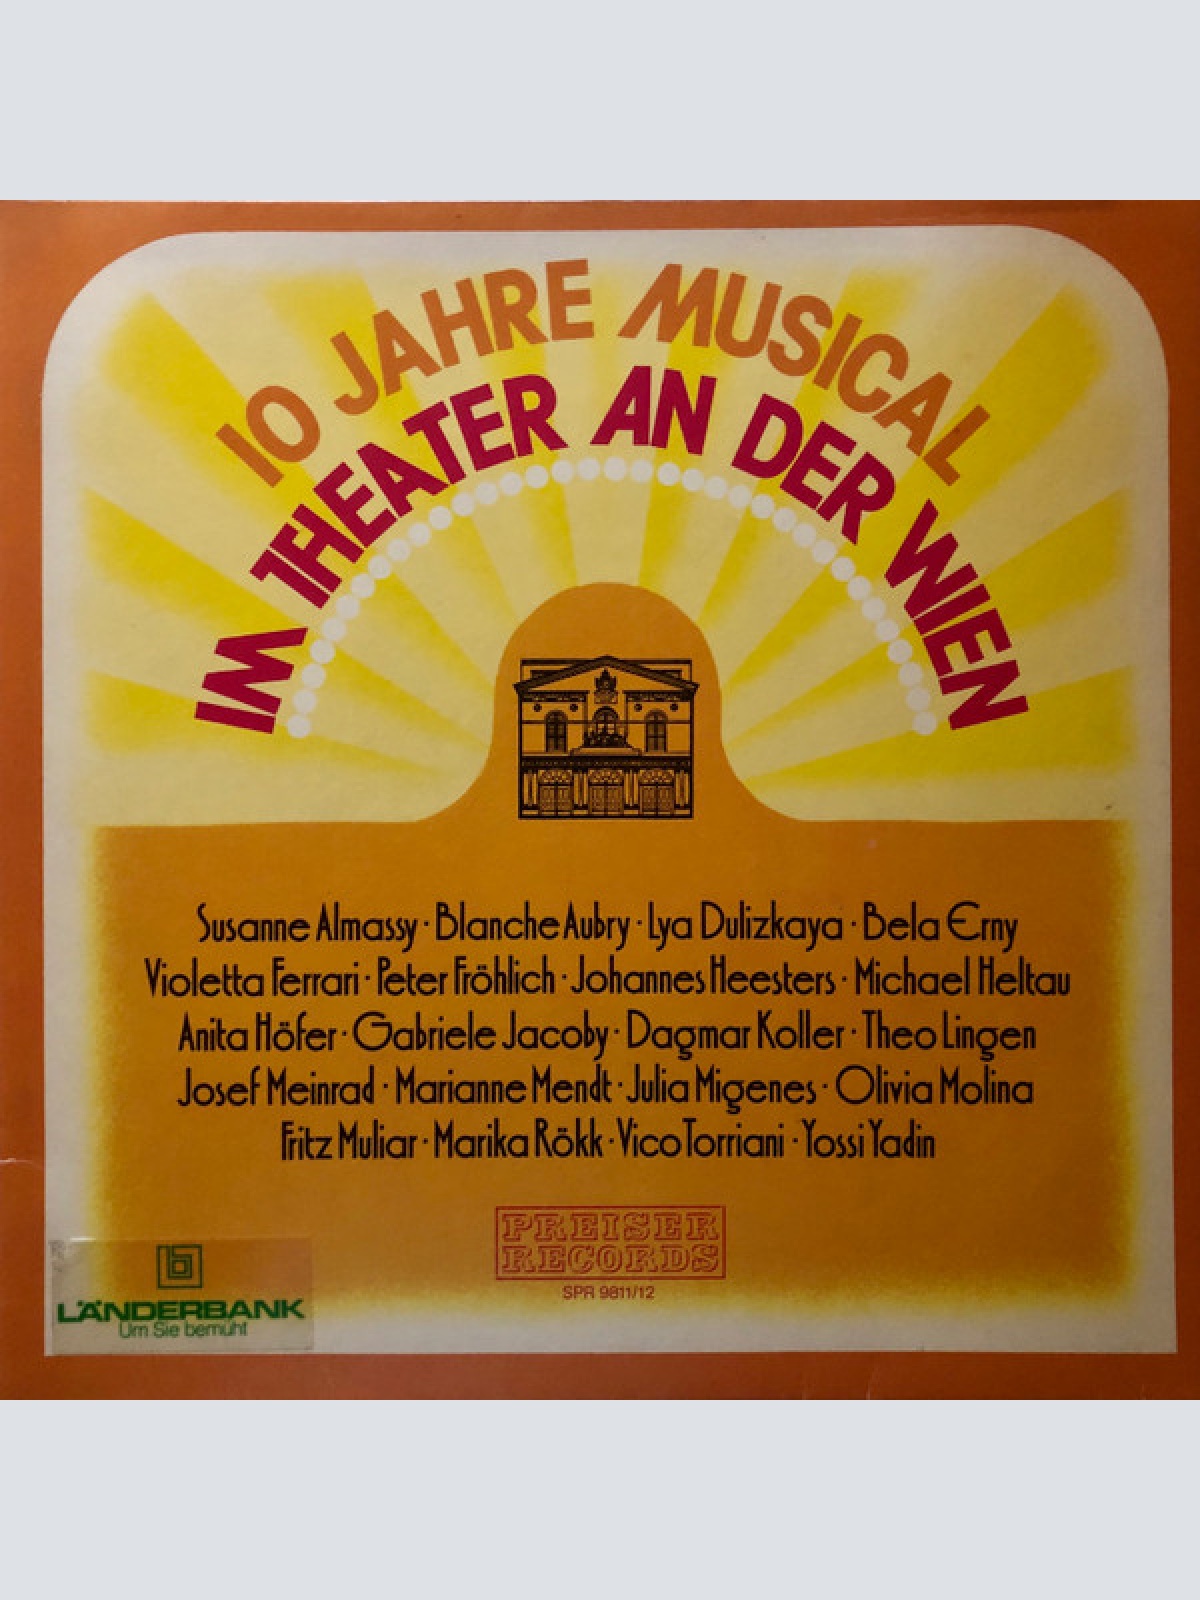 10 JAHRE MUSICAL
IM THEATER AN DER WIEN
Susanne Almassy · Blanche Aubry · Lya Dulizkaya · Bela Erny
Violetta Ferrari · Peter Fröhlich · Johannes Heesters · Michael Heltau
Anita Höfer · Gabriele Jacoby · Dagmar Koller · Theo Lingen
Josef Meinrad · Marianne Mendt · Julia Migenes · Olivia Molina
Fritz Muliar · Marika Rökk · Vico Torriani · Yossi Yadin
PREISER
RECORDS
SPR 9811/12
LÄNDERBANK
Um Sie bemüht